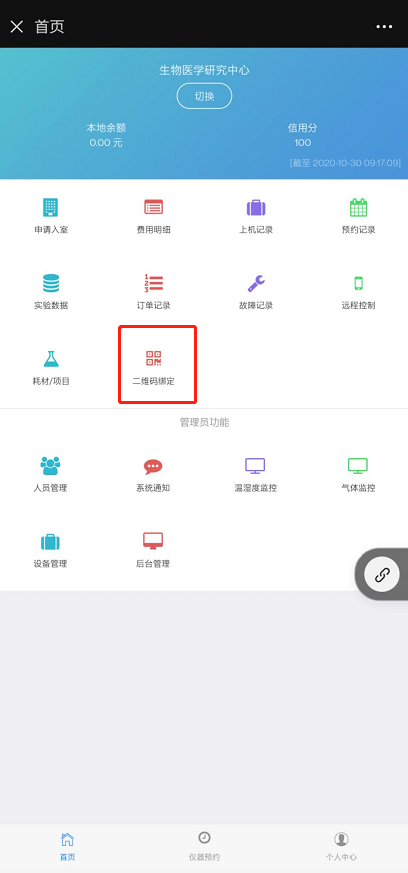 首页
生物医学研究中心
切换
本地余额
信用分
0.00 元
100
[截至 2020-10-30 09:17:09]
申请入室
费用明细
上机记录
预约记录
实验数据
订单记录
故障记录
远程控制
耗材/项目
二维码绑定
管理员功能
人员管理
系统通知
温湿度监控
气体监控
设备管理
后台管理
首页
仪器预约
个人中心